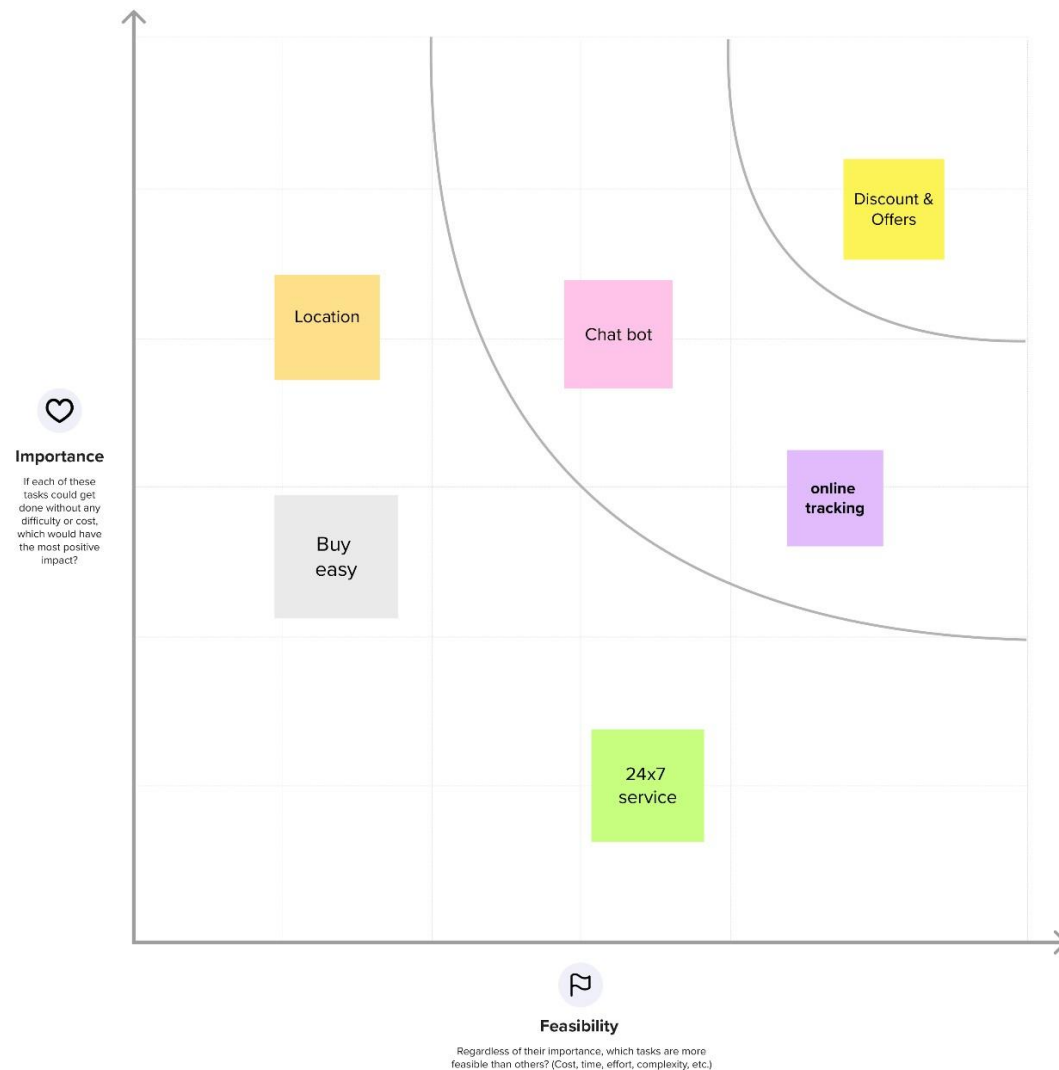 Discount &
Offers
Location
Chat bot
Importance
If each of these
tasks could get
done without any
difficulty or cost,
which would have
the most positive
impact?
online
tracking
Buy
easy
24x7
service
Feasibility
Regardless of their importance, which tasks are more
feasible than others? (Cost, time, effort, complexity, etc.)